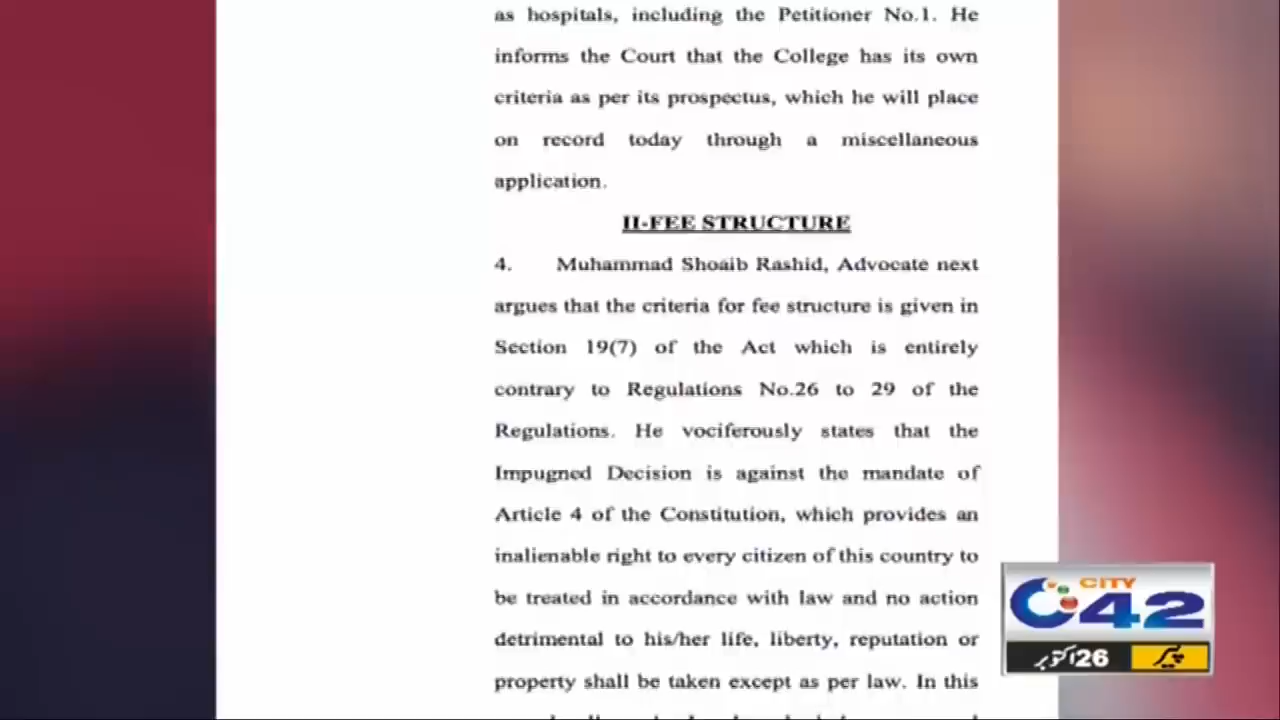 as hospitals, including the Petitioner No.1. He
informs the Court that the College has its own
criteria as per its prospectus, which he will place
on record today through a miscellaneous
application.
II-FEE STRUCTURE
4. Muhammad Shoaib Rashid, Advocate next
argues that the criteria for fee structure is given in
Section 19(7) of the Act which is entirely
contrary to Regulations No.26 to 29 of the
Regulations. He vociferously states that the
Impugned Decision is against the mandate of
Article 4 of the Constitution, which provides an
inalienable right to every citizen of this country to
be treated in accordance with law and no action
detrimental to his/her life, liberty, reputation or
property shall be taken except as per law. In this
CITY
42
26 اکتوبر
پیر